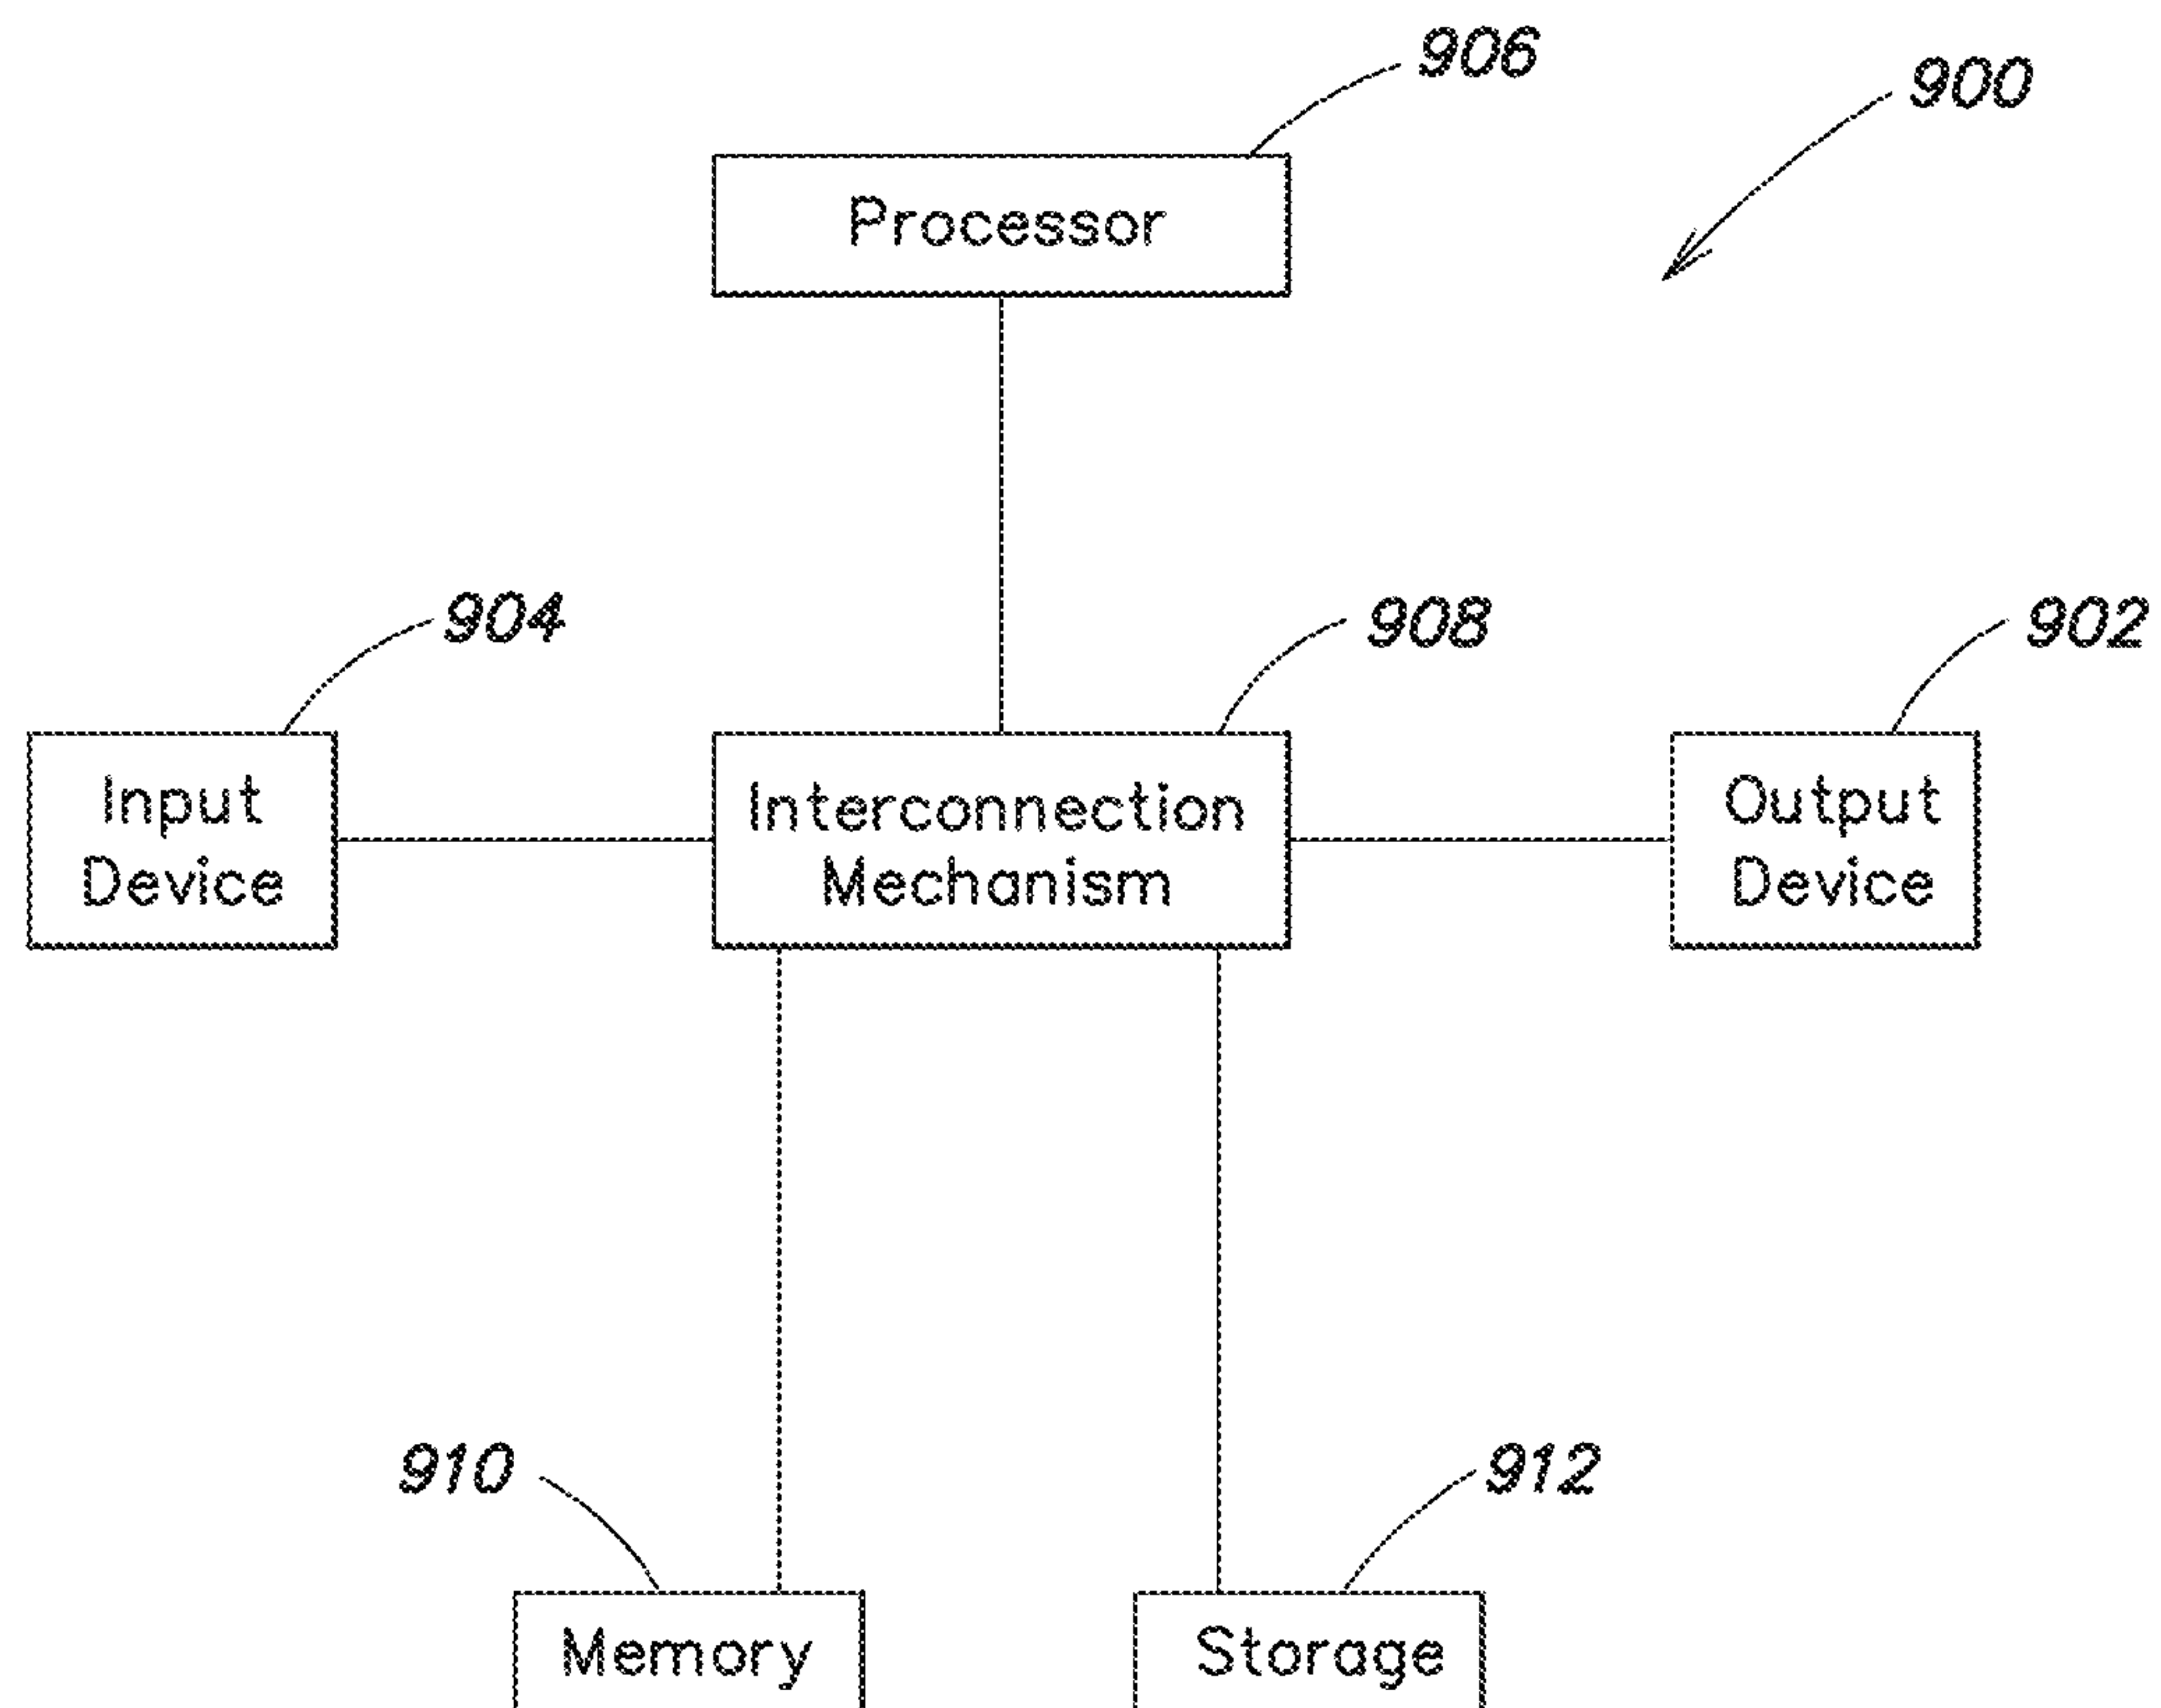 906
900
Processor
904
908
902
Input
Device
Interconnection
Mechanism
Output
Device
910
912
Memory
Storage